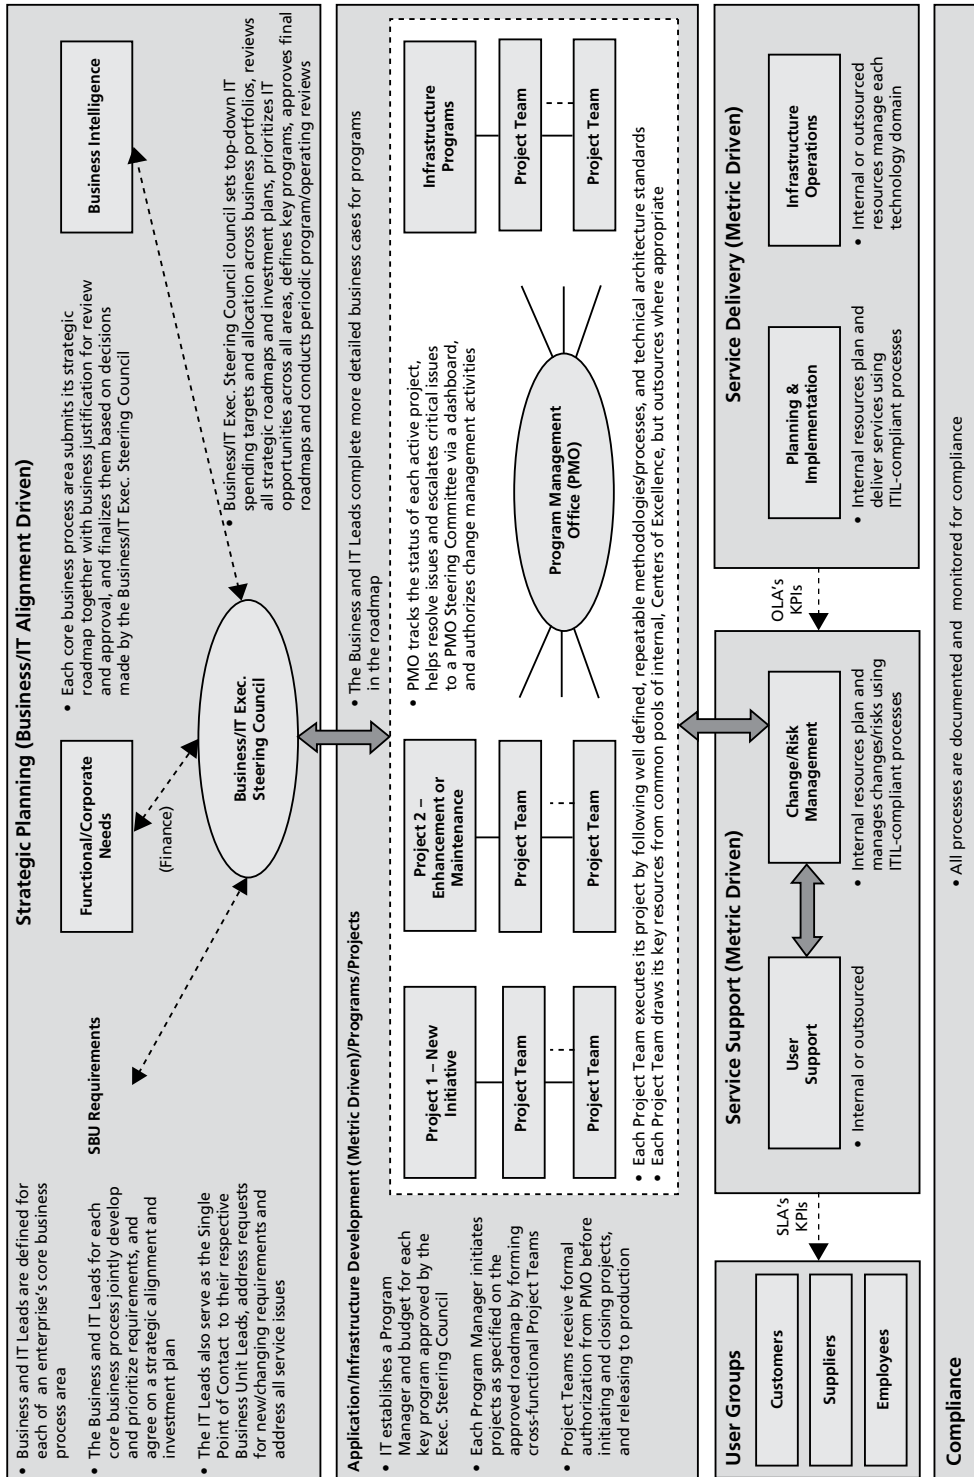 Strategic Planning (Business/IT Alignment Driven)
• Business and IT Leads are defined for
each of  an enterprise's core business
process area
• The Business and IT Leads for each
core business process jointly develop
and prioritize requirements, and
agree on a strategic alignment and
investment plan
• The IT Leads also serve as the Single
Point of Contact  to their respective
Business Unit Leads, address requests
for new/changing requirements and
address all service issues
SBU Requirements
Functional/Corporate
Needs
(Finance)
• Each core business process area submits its strategic
roadmap together with business justification for review
and approval, and finalizes them based on decisions
made by the Business/IT Exec. Steering Council
Business Intelligence
Business/IT Exec.
Steering Council
• Business/IT Exec. Steering Council council sets top-down IT
spending targets and allocation across business portfolios, reviews
all strategic roadmaps and investment plans, prioritizes IT
opportunities across all areas, defines key programs, approves final
roadmaps and conducts periodic program/operating reviews
Application/Infrastructure Development (Metric Driven)/Programs/Projects
• The Business and IT Leads complete more detailed business cases for programs
in the roadmap
• IT establishes a Program
Manager and budget for each
key program approved by the
Exec. Steering Council
• Each Program Manager initiates
projects as specified on the
approved roadmap by forming
cross-functional Project Teams
• Project Teams receive formal
authorization from PMO before
initiating and closing projects,
and releasing to production
Project 1 – New
Initiative
Project Team
Project Team
Project 2 –
Enhancement or
Maintenance
Project Team
Project Team
• PMO tracks the status of each active project,
helps resolve issues and escalates critical issues
to a PMO Steering Committee via a dashboard,
and authorizes change management activities
Program Management
Office (PMO)
Infrastructure
Programs
Project Team
Project Team
• Each Project Team executes its project by following well defined, repeatable methodologies/processes, and technical architecture standards
• Each Project Team draws its key resources from common pools of internal, Centers of Excellence, but outsources where appropriate
User Groups
Customers
Suppliers
Employees
SLA's
KPIs
Service Support (Metric Driven)
User
Support
• Internal or outsourced
Change/Risk
Management
• Internal resources plan and
manages changes/risks using
ITIL-compliant processes
OLA's
KPIs
Service Delivery (Metric Driven)
Planning &
Implementation
• Internal resources plan and
deliver services using
ITIL-compliant processes
Infrastructure
Operations
• Internal or outsourced
resources manage each
technology domain
Compliance
• All processes are documented and  monitored for compliance